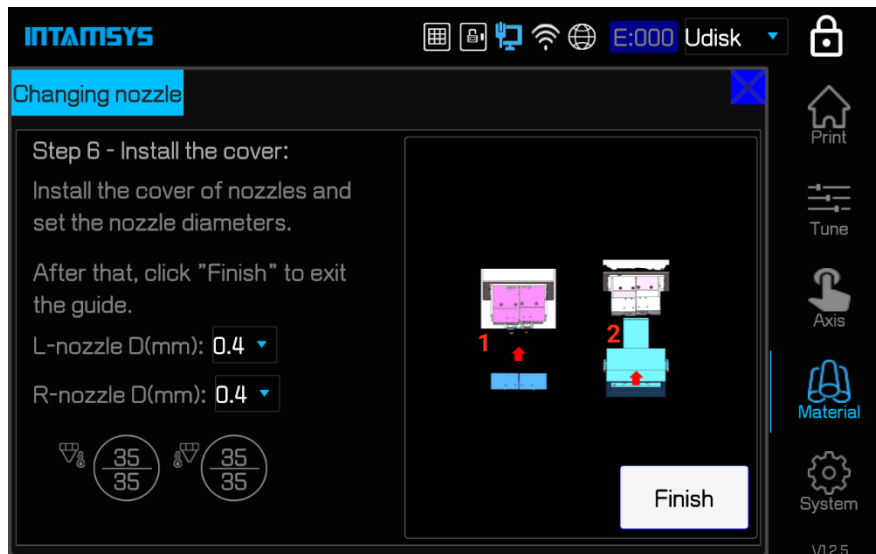 INTAMSYS
E:000 Udisk
Changing nozzle
Print
Step 6 - Install the cover:
Install the cover of nozzles and
set the nozzle diameters.
Tune
After that, click "Finish" to exit
the guide.
Axis
L-nozzle D(mm): 0.4
R-nozzle D(mm): 0.4
1
2
Material
35
35
35
35
Finish
System
V1.2.5